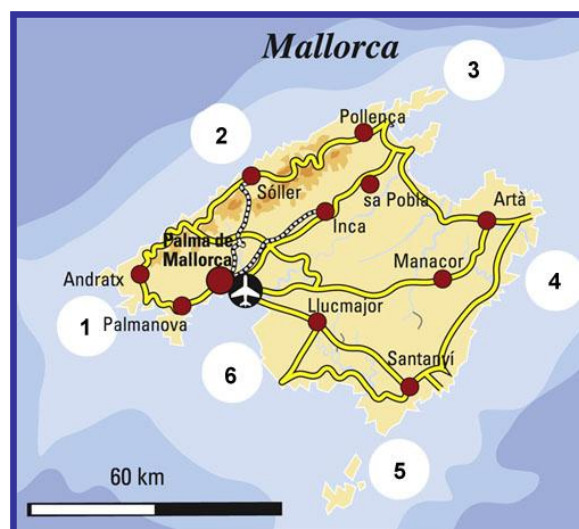 Mallorca
3
Pollença
2
Sóller
sa Pobla
Artà
Inca
Palma de
Mallorca
Manacor
Andratx
4
Llucmajor
1
Palmanova
Santanví
6
5
60 km